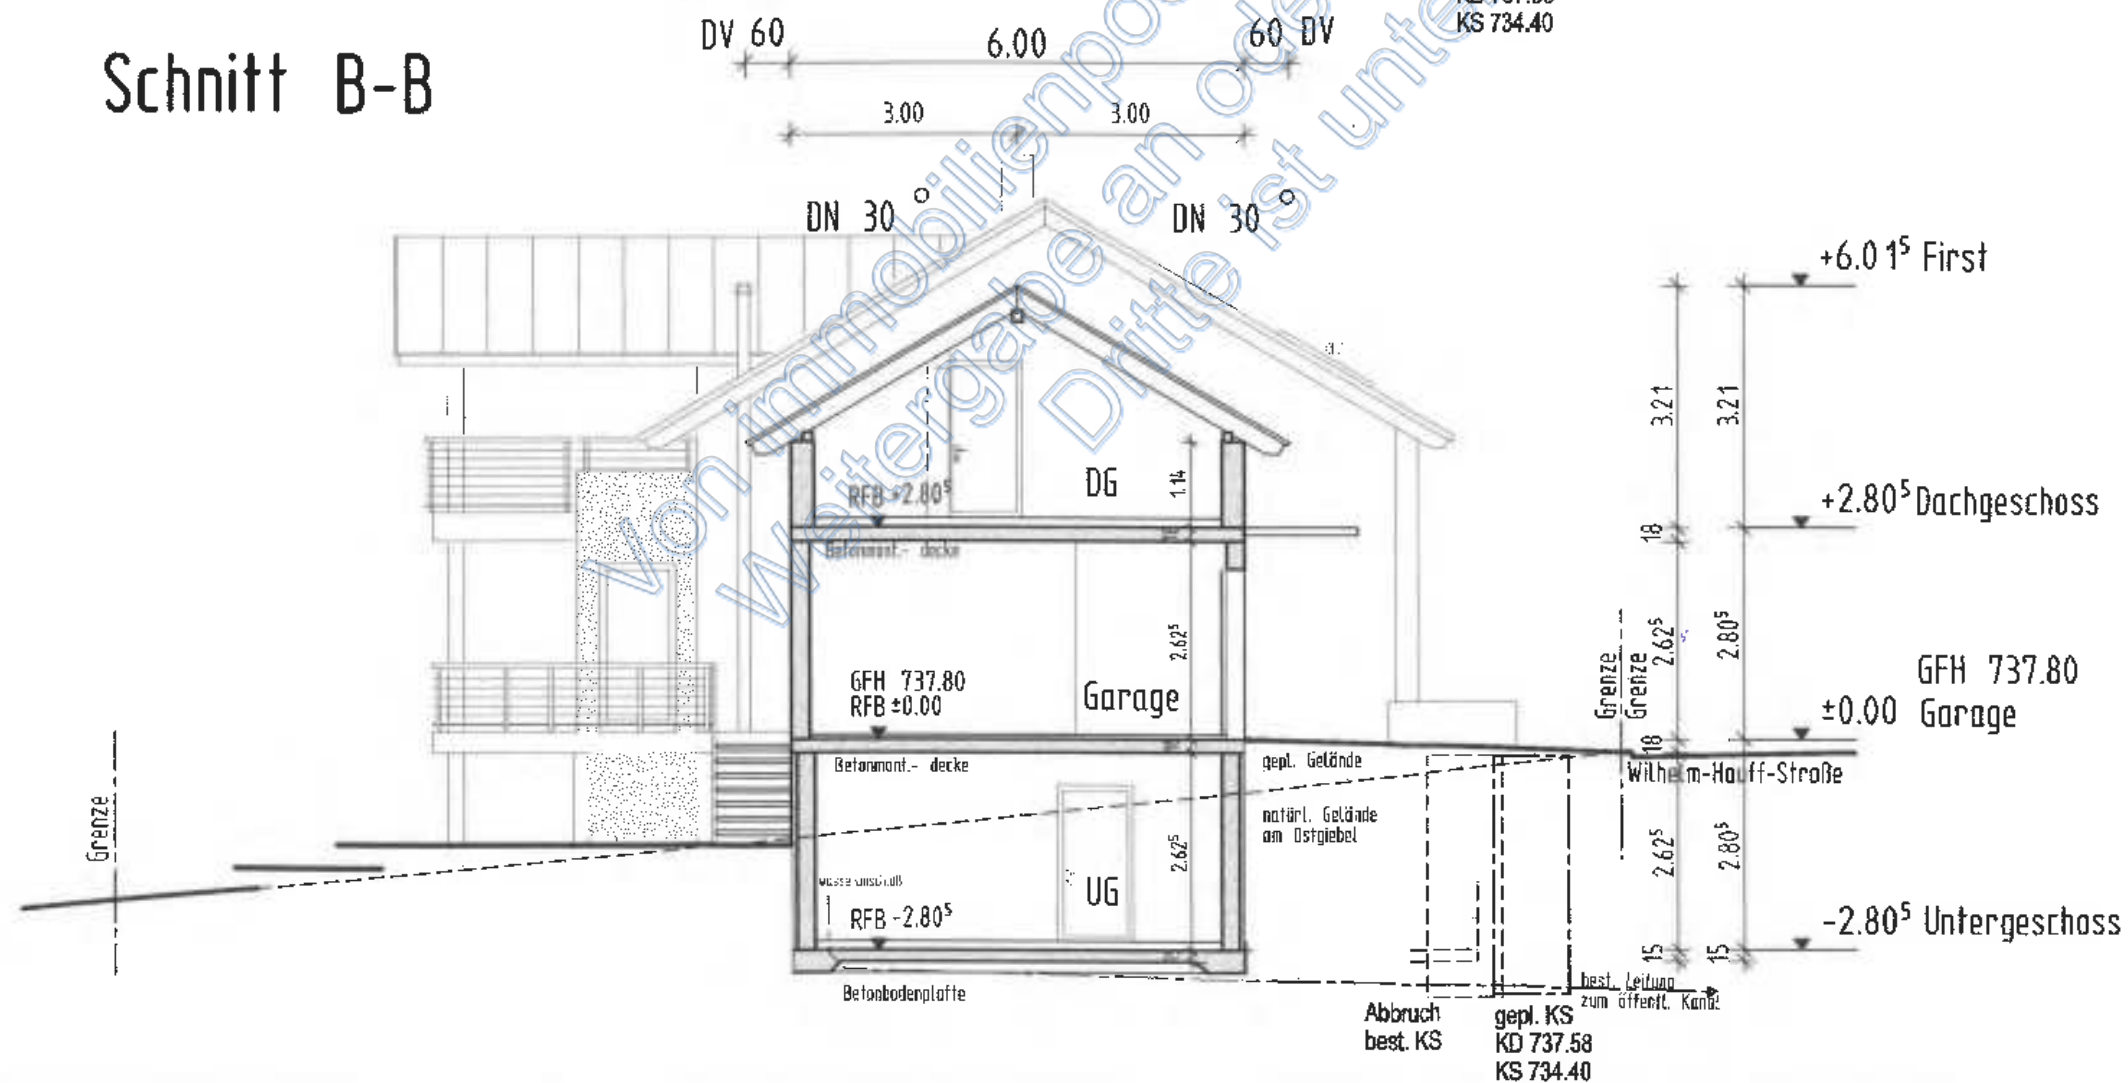 KS 734.40
DV 60
6.00
60 DV
Schnitt B-B
3.00
3.00
DN 30°
DN 30°
+6.01⁵ First
3.21
3.21
DG
1.14
RFB +2.80⁵
+2.80⁵ Dachgeschoss
18
Betonmont.- decke
2.62⁵
2.62⁵
2.80⁵
Grenze
Grenze
GFH 737.80
RFB ±0.00
Garage
GFH 737.80
±0.00 Garage
18
Betonmont.- decke
gepl. Gelände
Wilhelm-Hauff-Straße
natürl. Gelände
am Ostgiebel
Grenze
2.62⁵
2.62⁵
2.80⁵
UG
RFB -2.80⁵
-2.80⁵ Untergeschoss
15
15
Betonbodenplatte
best. Leitung
zum öffentl. Kanal
Abbruch
best. KS
gepl. KS
KD 737.58
KS 734.40
Von immobilienpo
Weitergabe an ode
Dritte ist unte